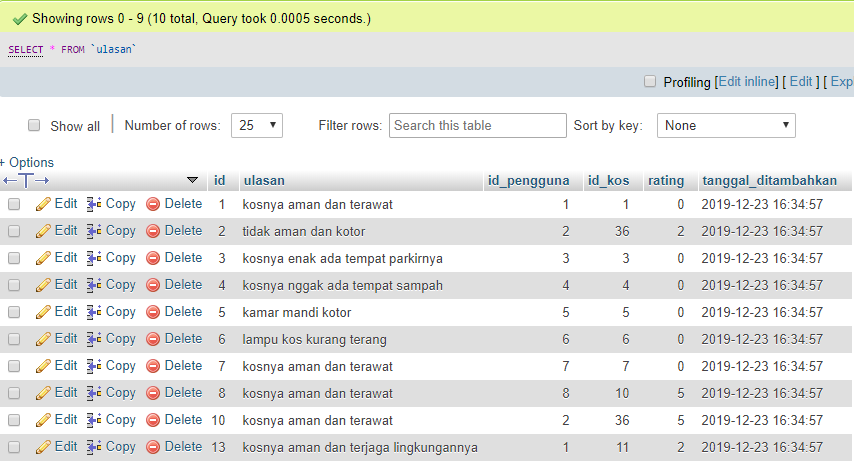 Showing rows 0 - 9 (10 total, Query took 0.0005 seconds.)
SELECT * FROM `ulasan`
Profiling [Edit inline] [ Edit ] [ Exp
Show all Number of rows: 25 Filter rows: Search this table Sort by key: None
+ Options
id ulasan id_pengguna id_kos rating tanggal_ditambahkan
Edit Copy Delete 1 kosnya aman dan terawat 1 1 0 2019-12-23 16:34:57
Edit Copy Delete 2 tidak aman dan kotor 2 36 2 2019-12-23 16:34:57
Edit Copy Delete 3 kosnya enak ada tempat parkirnya 3 3 0 2019-12-23 16:34:57
Edit Copy Delete 4 kosnya nggak ada tempat sampah 4 4 0 2019-12-23 16:34:57
Edit Copy Delete 5 kamar mandi kotor 5 5 0 2019-12-23 16:34:57
Edit Copy Delete 6 lampu kos kurang terang 6 6 0 2019-12-23 16:34:57
Edit Copy Delete 7 kosnya aman dan terawat 7 7 0 2019-12-23 16:34:57
Edit Copy Delete 8 kosnya aman dan terawat 8 10 5 2019-12-23 16:34:57
Edit Copy Delete 10 kosnya aman dan terawat 2 36 5 2019-12-23 16:34:57
Edit Copy Delete 13 kosnya aman dan terjaga lingkungannya 1 11 2 2019-12-23 16:34:57